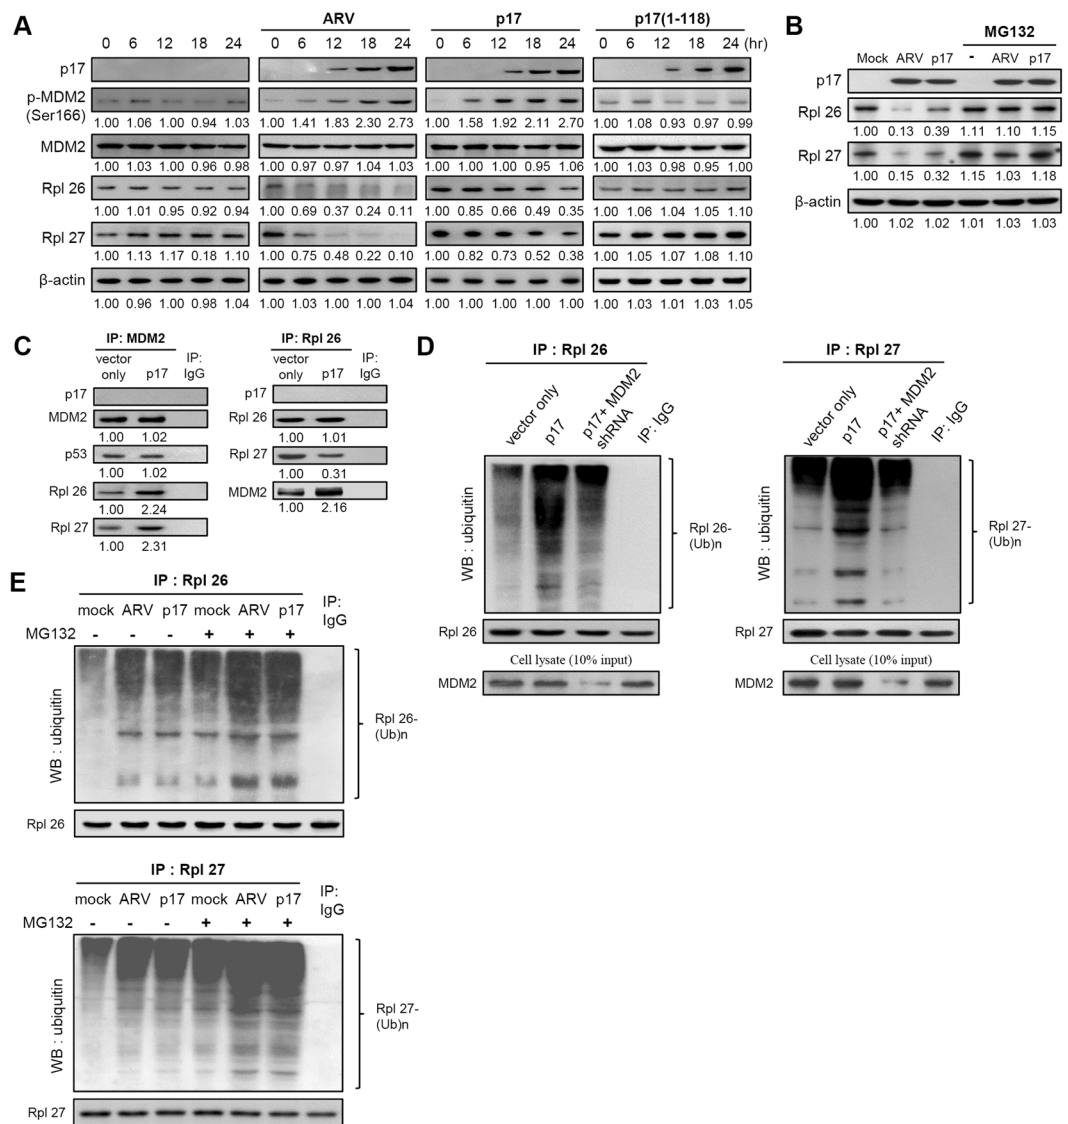 A
ARV p17 p17(1-118)
0 6 12 18 24 0 6 12 18 24 0 6 12 18 24 0 6 12 18 24 (hr)
p17
p-MDM2
(Ser166)
1.00 1.06 1.00 0.94 1.03 1.00 1.41 1.83 2.30 2.73 1.00 1.58 1.92 2.11 2.70 1.00 1.08 0.93 0.97 0.99
MDM2
1.00 1.03 1.00 0.96 0.98 1.00 0.97 0.97 1.04 1.03 1.00 1.00 1.00 0.95 1.06 1.00 1.03 0.98 0.95 1.00
Rpl 26
1.00 1.01 0.95 0.92 0.94 1.00 0.69 0.37 0.24 0.11 1.00 0.85 0.66 0.49 0.35 1.00 1.06 1.04 1.05 1.10
Rpl 27
1.00 1.13 1.17 0.18 1.10 1.00 0.75 0.48 0.22 0.10 1.00 0.82 0.73 0.52 0.38 1.00 1.05 1.07 1.08 1.10
β-actin
1.00 0.96 1.00 0.98 1.04 1.00 1.03 1.00 1.00 1.04 1.00 1.00 1.00 1.00 1.00 1.00 1.03 1.01 1.03 1.05
B
MG132
Mock ARV p17 - ARV p17
p17
Rpl 26
1.00 0.13 0.39 1.11 1.10 1.15
Rpl 27
1.00 0.15 0.32 1.15 1.03 1.18
β-actin
1.00 1.02 1.02 1.01 1.03 1.03
C
IP: MDM2
vector
only p17 IP:
IgG
p17
MDM2
1.00 1.02
p53
1.00 1.02
Rpl 26
1.00 2.24
Rpl 27
1.00 2.31
IP: Rpl 26
vector
only p17 IP:
IgG
p17
Rpl 26
1.00 1.01
Rpl 27
1.00 0.31
MDM2
1.00 2.16
D
IP : Rpl 26
vector only
p17
p17+ MDM2
shRNA
IP: IgG
WB : ubiquitin
Rpl 26-
(Ub)n
Rpl 26
Cell lysate (10% input)
MDM2
IP : Rpl 27
vector only
p17
p17+ MDM2
shRNA
IP: IgG
WB : ubiquitin
Rpl 27-
(Ub)n
Rpl 27
Cell lysate (10% input)
MDM2
E
IP : Rpl 26
mock ARV p17 mock ARV p17 IP:
IgG
MG132 - - - + + +
WB : ubiquitin
Rpl 26-
(Ub)n
Rpl 26
IP : Rpl 27
mock ARV p17 mock ARV p17 IP:
IgG
MG132 - - - + + +
WB : ubiquitin
Rpl 27-
(Ub)n
Rpl 27